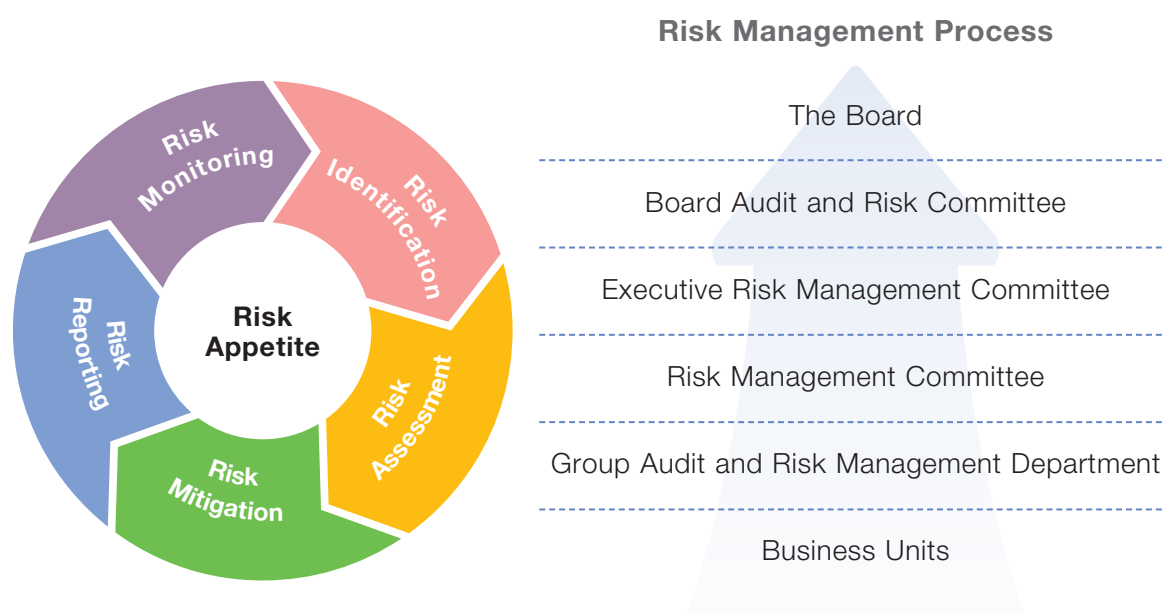 Risk Management Process
Risk
Monitoring
Risk
Identification
Risk
Assessment
Risk
Mitigation
Risk
Reporting
Risk
Appetite
The Board
Board Audit and Risk Committee
Executive Risk Management Committee
Risk Management Committee
Group Audit and Risk Management Department
Business Units